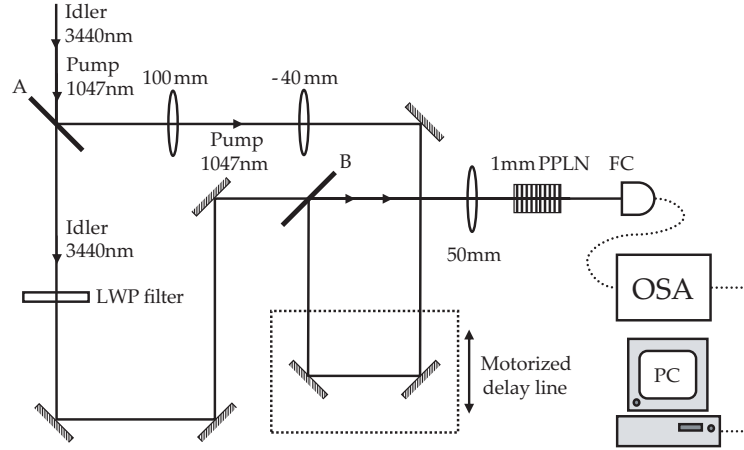 Idler
3440nm
Pump
1047nm
A
100mm
-40mm
Pump
1047nm
B
1mm PPLN
FC
Idler
3440nm
50mm
LWP filter
OSA
Motorized
delay line
PC